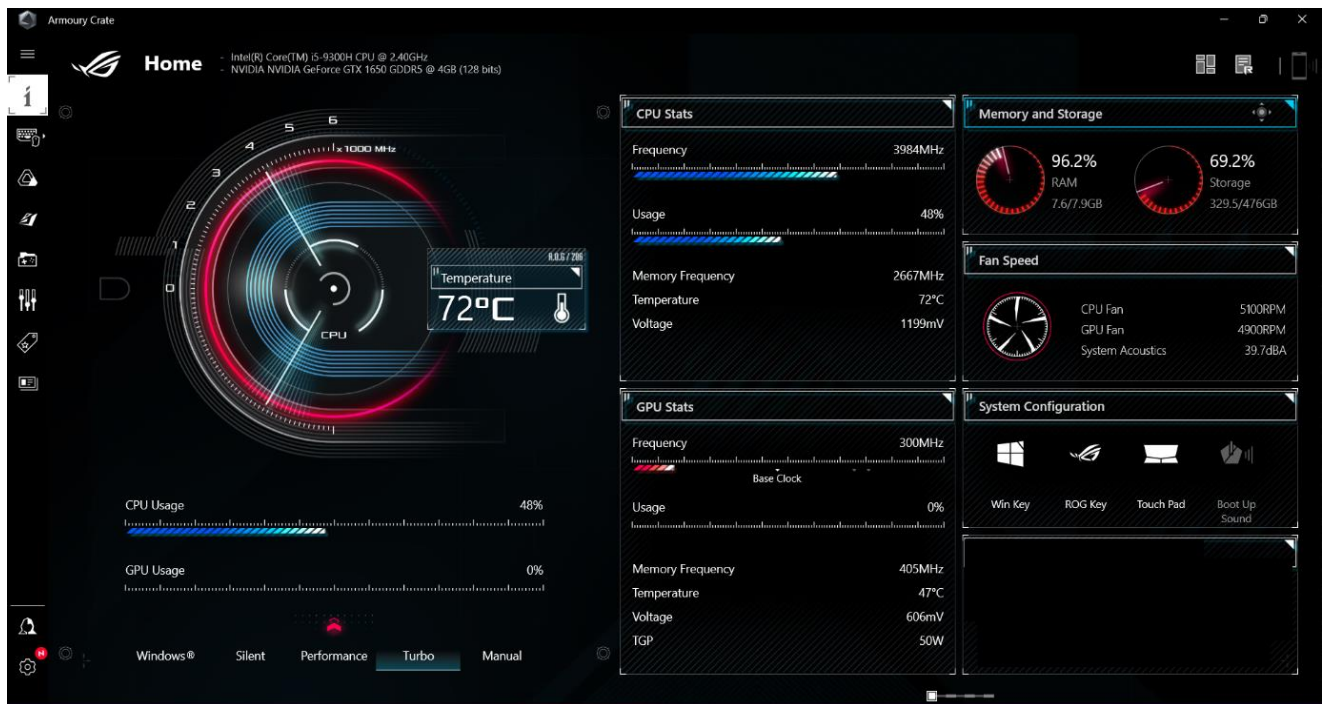 Armoury Crate
Home
- Intel(R) Core(TM) i5-9300H CPU @ 2.40GHz
- NVIDIA NVIDIA GeForce GTX 1650 GDDR5 @ 4GB (128 bits)
0
1
2
3
4
5
6
x 1000 MHz
CPU
R.O.G / 206
Temperature
72°C
CPU Usage 48%
GPU Usage 0%
Windows® Silent Performance Turbo Manual
CPU Stats
Frequency 3984MHz
Usage 48%
Memory Frequency 2667MHz
Temperature 72°C
Voltage 1199mV
GPU Stats
Frequency 300MHz
Base Clock
Usage 0%
Memory Frequency 405MHz
Temperature 47°C
Voltage 606mV
TGP 50W
Memory and Storage
96.2%
RAM
7.6/7.9GB
69.2%
Storage
329.5/476GB
Fan Speed
CPU Fan 5100RPM
GPU Fan 4900RPM
System Acoustics 39.7dBA
System Configuration
Win Key ROG Key Touch Pad Boot Up
Sound